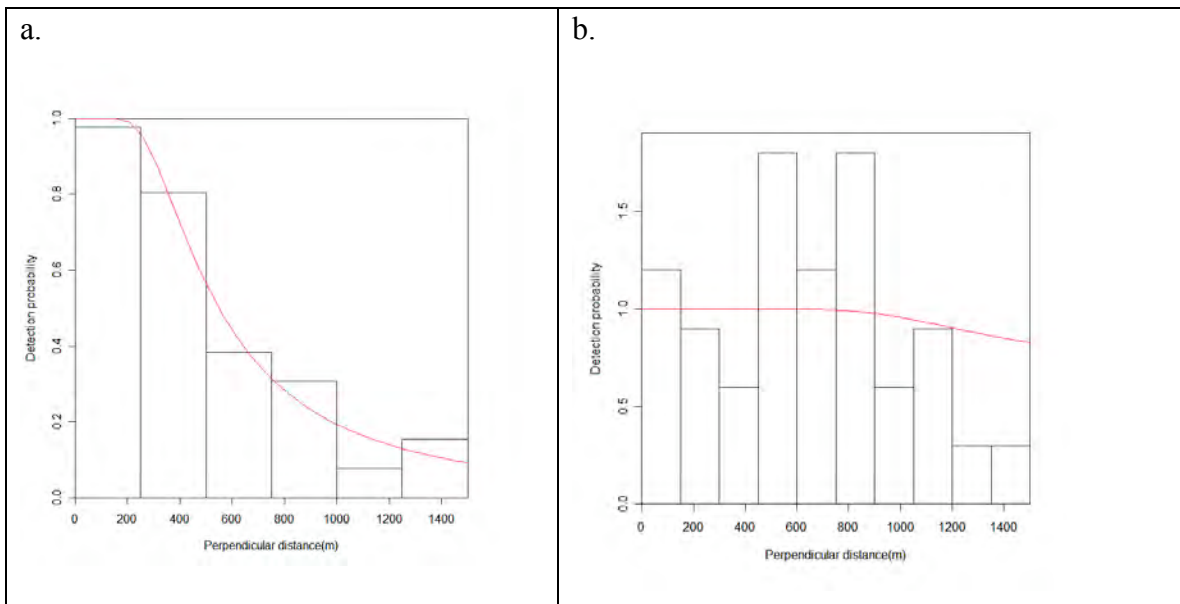 a.
Detection probability
1.0
0.8
0.6
0.4
0.2
0.0
0 200 400 600 800 1000 1200 1400
Perpendicular distance(m)
b.
Detection probability
1.5
1.0
0.5
0.0
0 200 400 600 800 1000 1200 1400
Perpendicular distance(m)